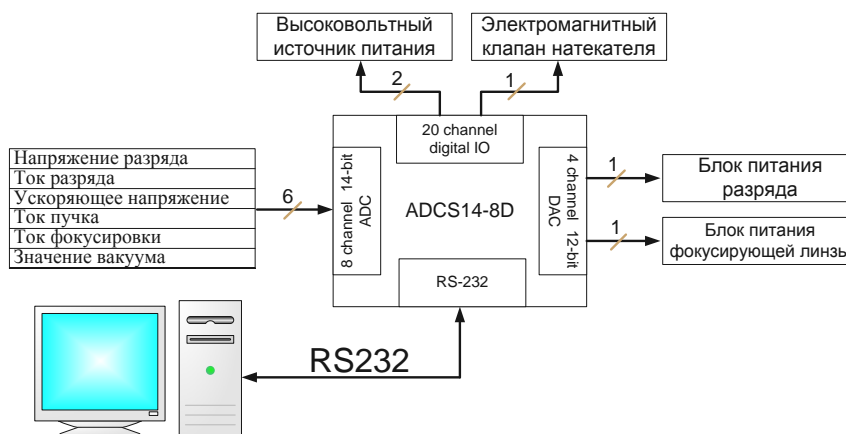 Высоковольтный
источник питания
Электромагнитный
клапан натекателя
2
1
20 channel
digital IO
Напряжение разряда
Ток разряда
Ускоряющее напряжение
Ток пучка
Ток фокусировки
Значение вакуума
6
8 channel 14-bit
ADC
ADCS14-8D
4 channel 12-bit
DAC
1
Блок питания
разряда
1
Блок питания
фокусирующей линзы
RS-232
RS232